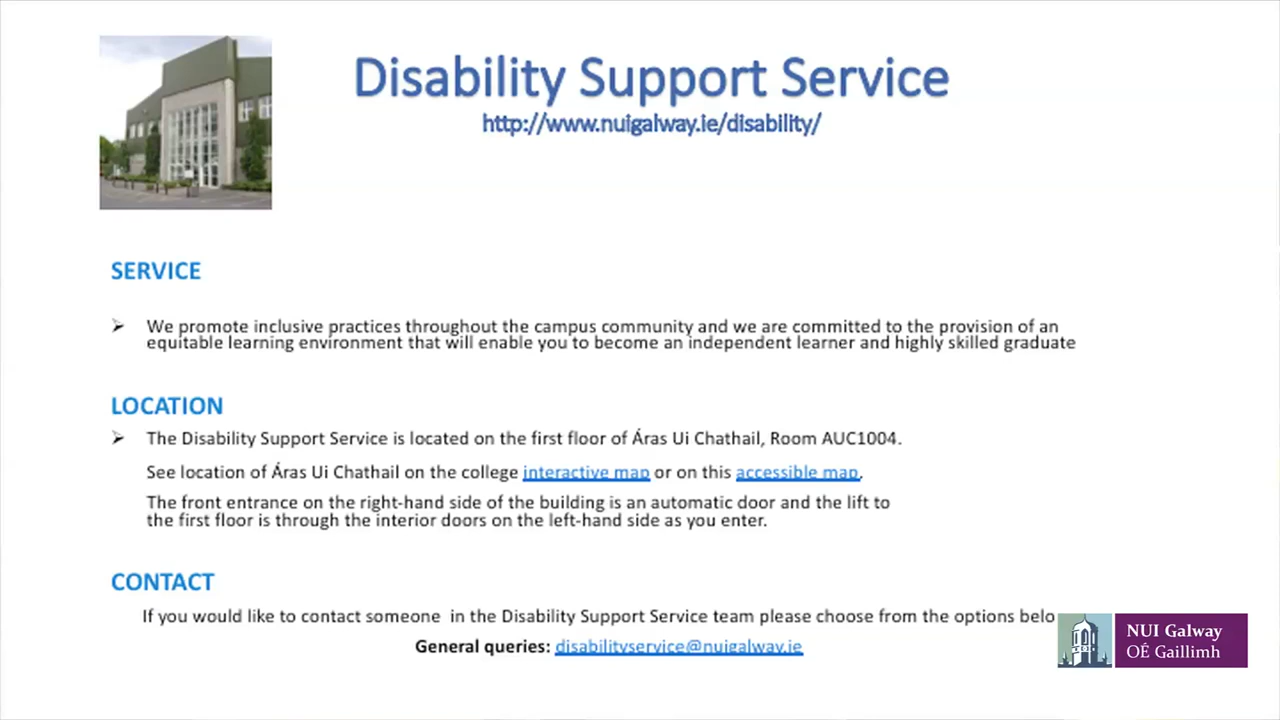 Disability Support Service
http://www.nuigalway.ie/disability/
SERVICE
➢ We promote inclusive practices throughout the campus community and we are committed to the provision of an
equitable learning environment that will enable you to become an independent learner and highly skilled graduate
LOCATION
➢ The Disability Support Service is located on the first floor of Áras Ui Chathail, Room AUC1004.
See location of Áras Ui Chathail on the college interactive map or on this accessible map.
The front entrance on the right-hand side of the building is an automatic door and the lift to
the first floor is through the interior doors on the left-hand side as you enter.
CONTACT
If you would like to contact someone in the Disability Support Service team please choose from the options belo
General queries: disabilityservice@nuigalway.ie
NUI Galway
OÉ Gaillimh